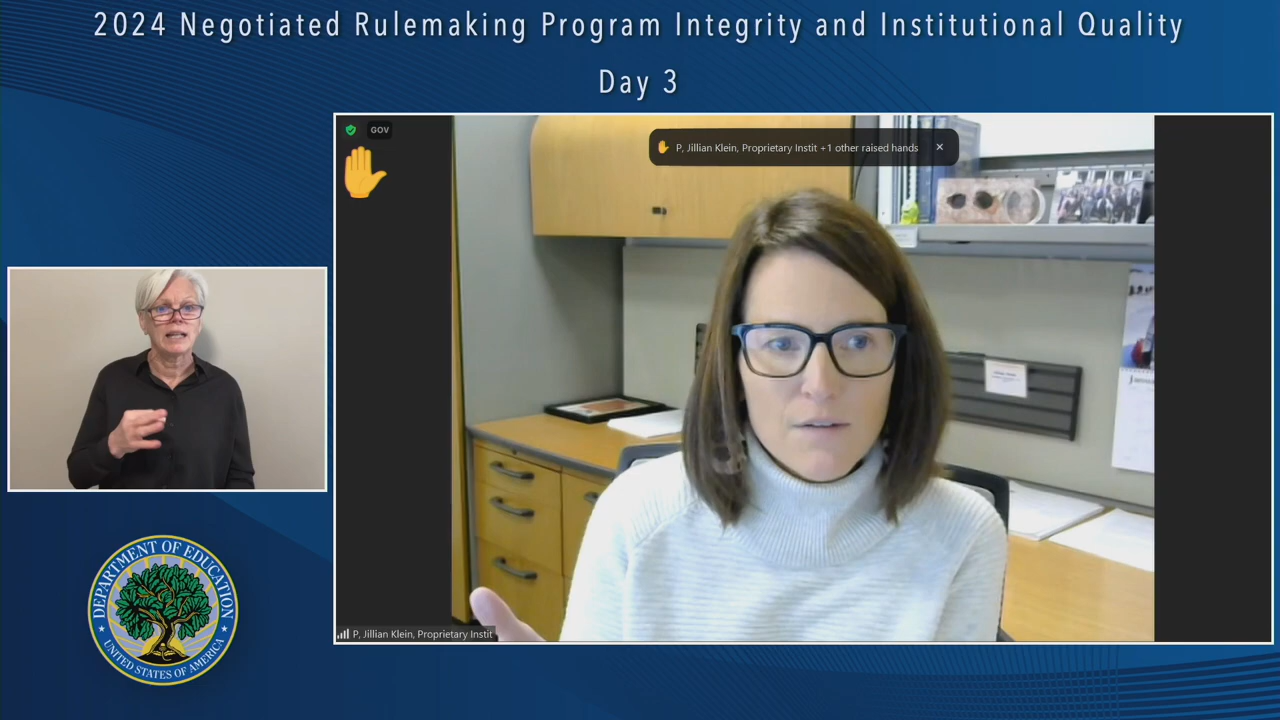 2024 Negotiated Rulemaking Program Integrity and Institutional Quality
Day 3
GOV
P, Jillian Klein, Proprietary Instit +1 other raised hands
P, Jillian Klein, Proprietary Instit
DEPARTMENT OF EDUCATION
UNITED STATES OF AMERICA